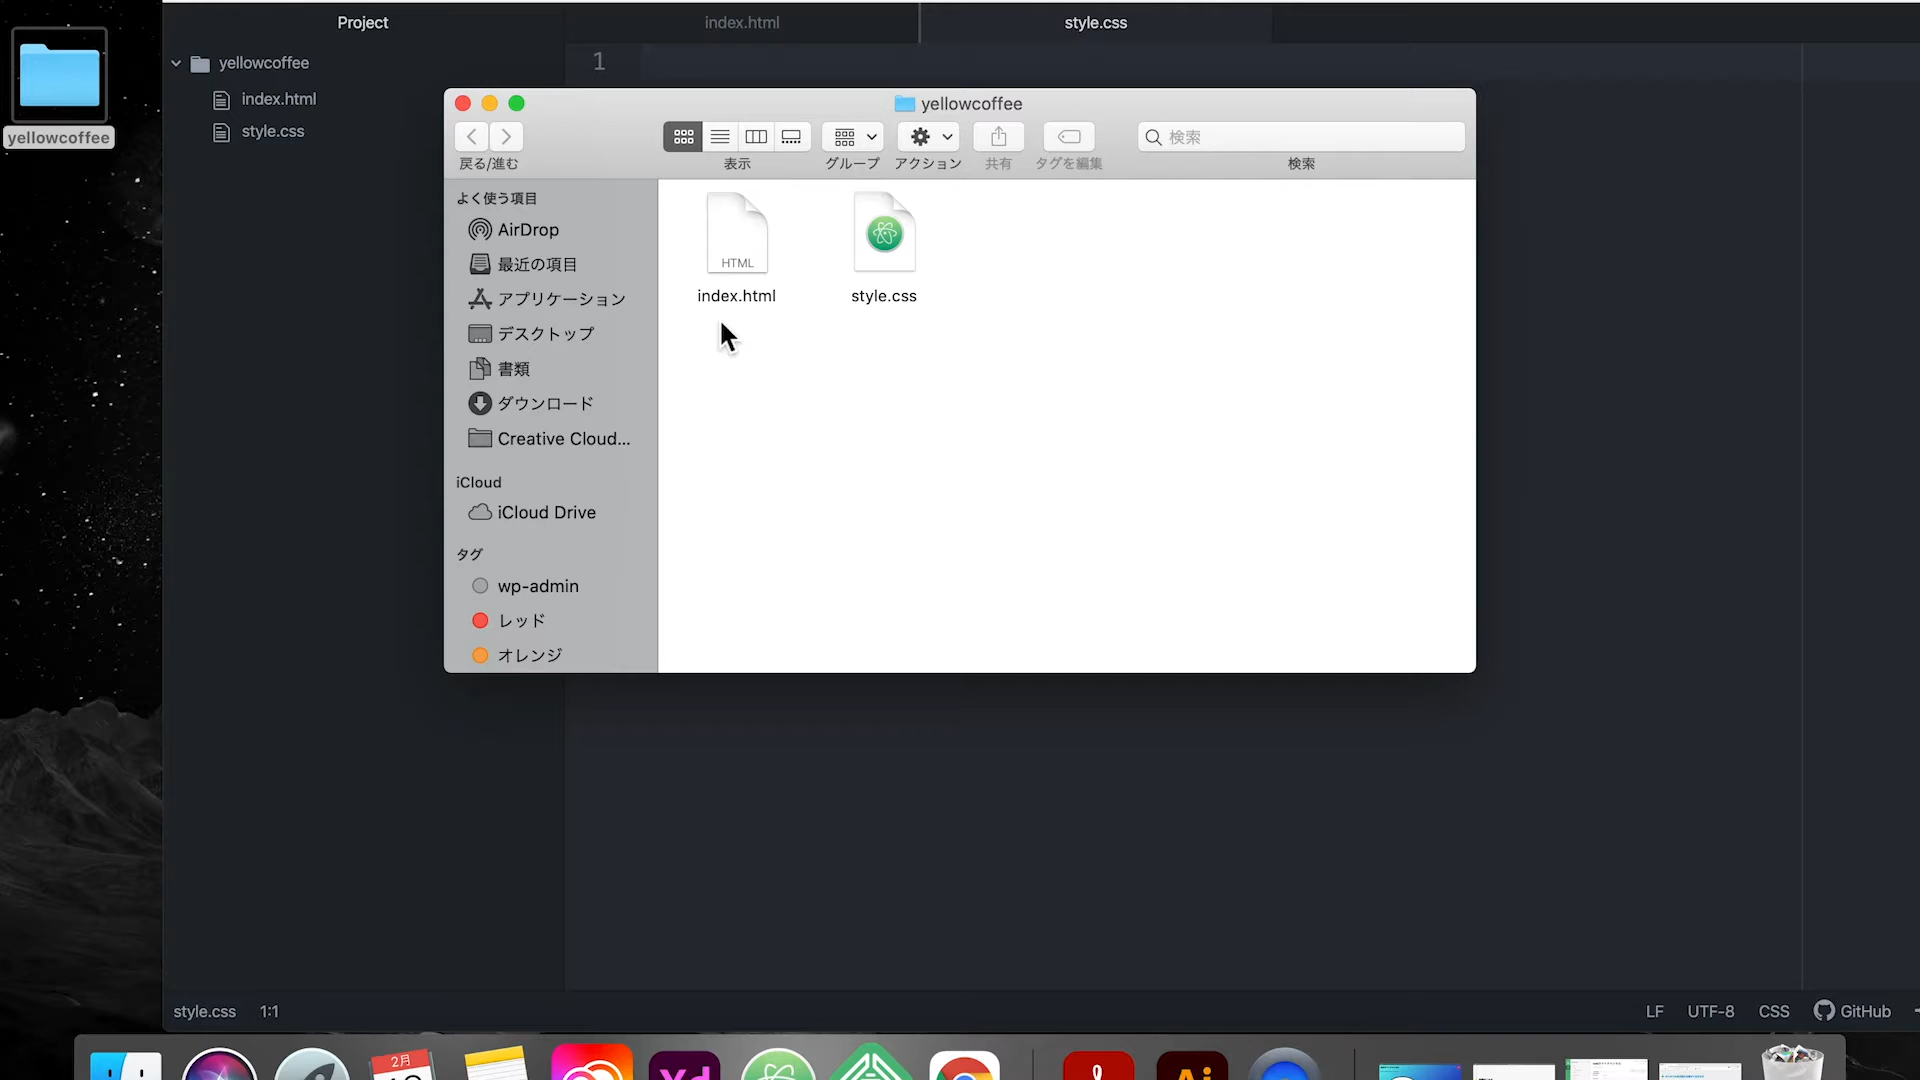 Project
index.html
style.css
yellowcoffee
index.html
style.css
1
yellowcoffee
yellowcoffee
戻る/進む
表示
グループ
アクション
共有
タグを編集
検索
検索
よく使う項目
AirDrop
最近の項目
アプリケーション
デスクトップ
書類
ダウンロード
Creative Cloud...
iCloud
iCloud Drive
タグ
wp-admin
レッド
オレンジ
HTML
index.html
style.css
style.css 1:1
LF UTF-8 CSS GitHub
2月
Xd
Ai